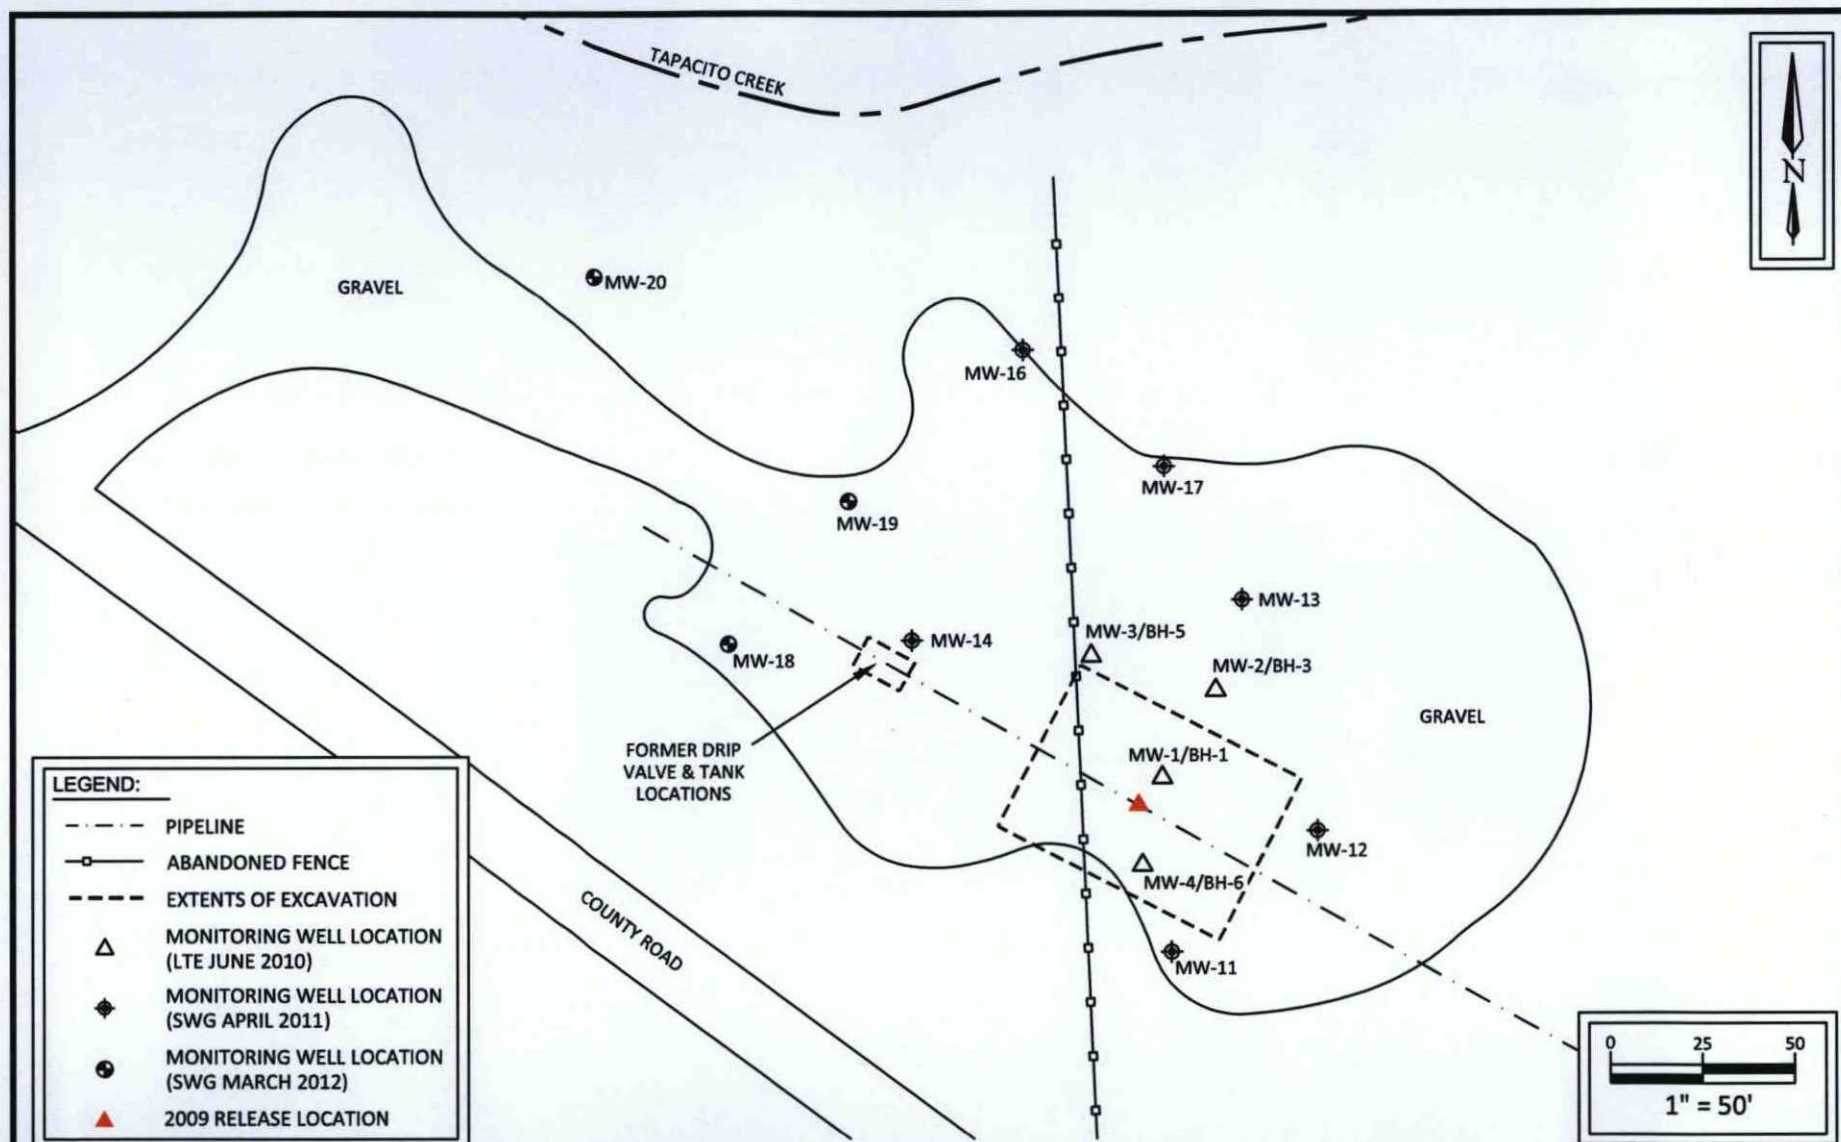 TAPACITO CREEK
N
GRAVEL
MW-20
MW-16
MW-17
MW-19
MW-13
MW-14
MW-3/BH-5
MW-18
MW-2/BH-3
GRAVEL
FORMER DRIP
VALVE & TANK
LOCATIONS
MW-1/BH-1
MW-12
MW-4/BH-6
MW-11
COUNTY ROAD
LEGEND:
PIPELINE
ABANDONED FENCE
EXTENTS OF EXCAVATION
MONITORING WELL LOCATION
(LTE JUNE 2010)
MONITORING WELL LOCATION
(SWG APRIL 2011)
MONITORING WELL LOCATION
(SWG MARCH 2012)
2009 RELEASE LOCATION
0 25 50
1" = 50'